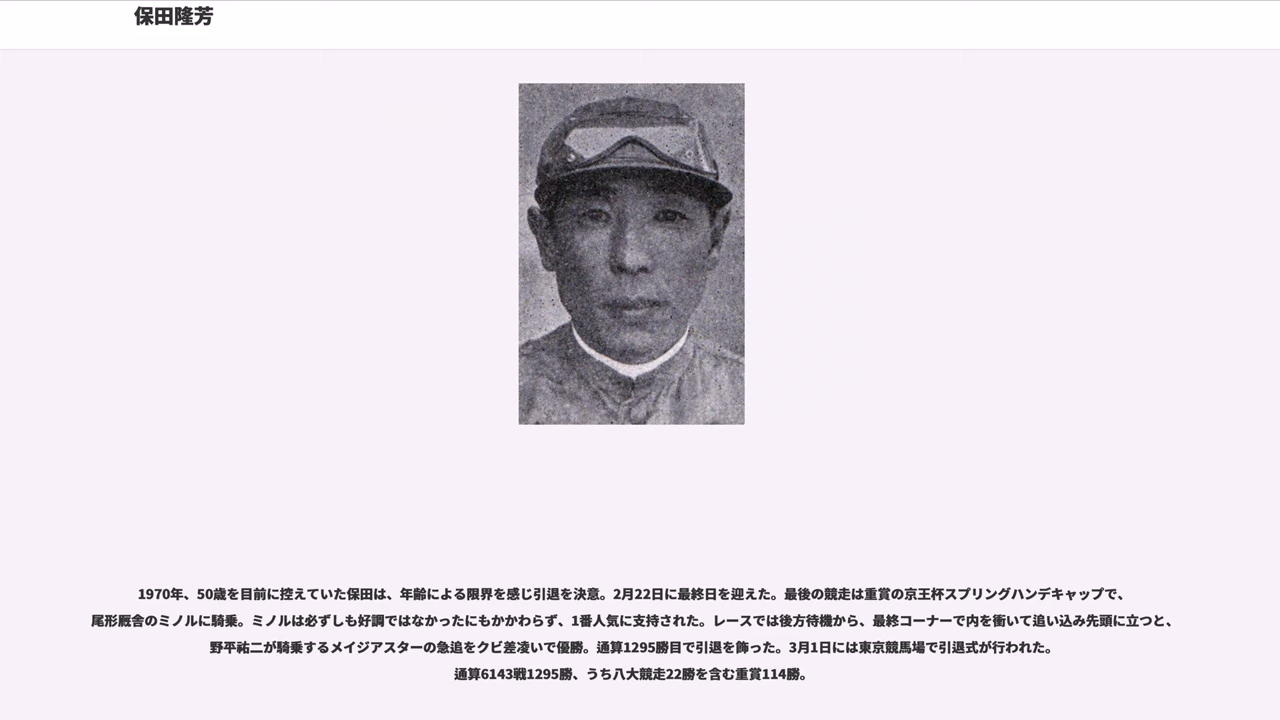 保田隆芳
1970年、50歳を目前に控えていた保田は、年齢による限界を感じ引退を決意。2月22日に最終日を迎えた。最後の競走は重賞の京王杯スプリングハンデキャップで、
尾形厩舎のミノルに騎乗。ミノルは必ずしも好調ではなかったにもかかわらず、1番人気に支持された。レースでは後方待機から、最終コーナーで内を衝いて追い込み先頭に立つと、
野平祐二が騎乗するメイジアスターの急追をクビ差凌いで優勝。通算1295勝目で引退を飾った。3月1日には東京競馬場で引退式が行われた。
通算6143戦1295勝、うち八大競走22勝を含む重賞114勝。